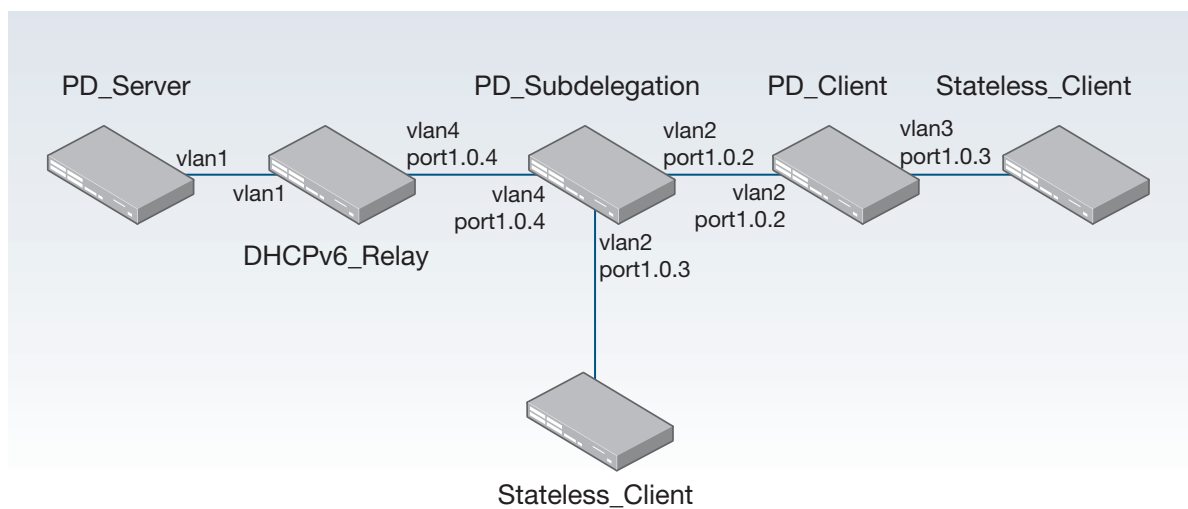 PD_Server
PD_Subdelegation
PD_Client
Stateless_Client
vlan1
vlan1
vlan4
port1.0.4
vlan4
port1.0.4
vlan2
port1.0.2
vlan2
port1.0.2
vlan3
port1.0.3
DHCPv6_Relay
vlan2
port1.0.3
Stateless_Client